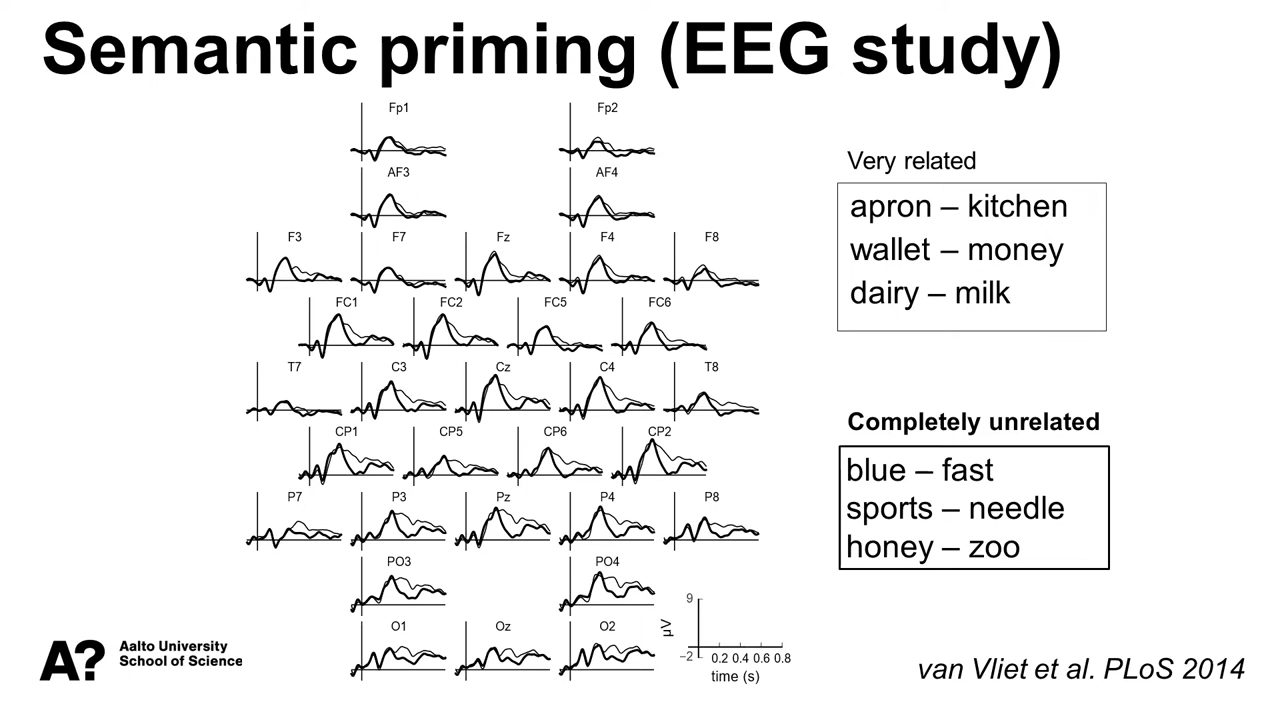 Semantic priming (EEG study)
Fp1 Fp2
AF3 AF4
F3 F7 Fz F4 F8
FC1 FC2 FC5 FC6
T7 C3 Cz C4 T8
CP1 CP5 CP6 CP2
P7 P3 Pz P4 P8
PO3 PO4
O1 Oz O2
9
µV
−2
0.2 0.4 0.6 0.8
time (s)
Very related
apron – kitchen
wallet – money
dairy – milk
Completely unrelated
blue – fast
sports – needle
honey – zoo
A?
Aalto University
School of Science
van Vliet et al. PLoS 2014